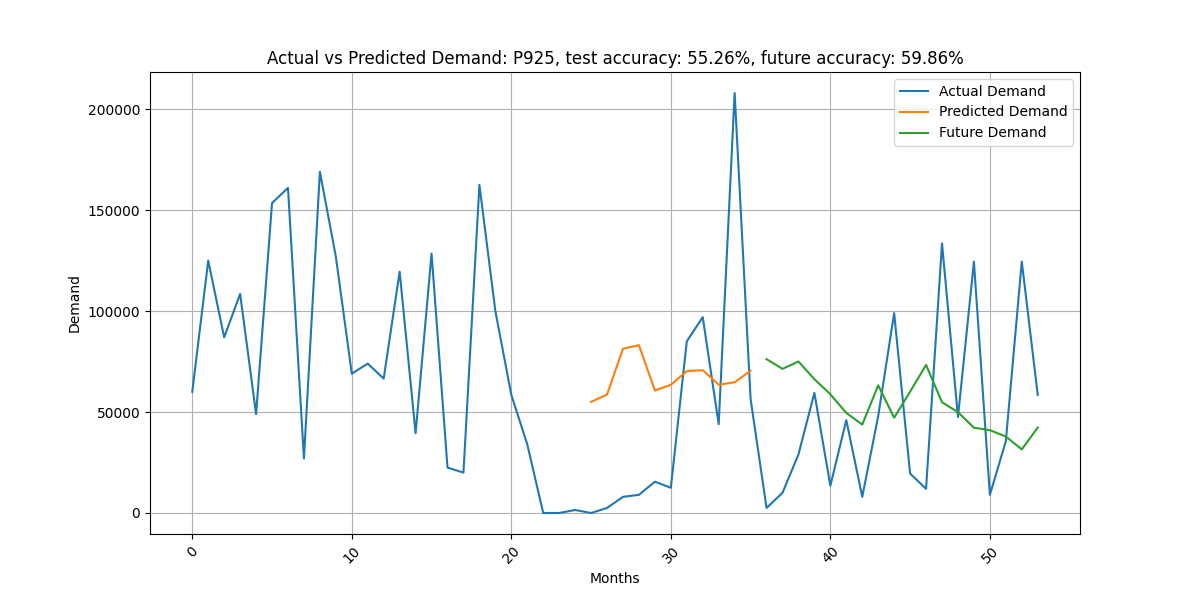 Actual vs Predicted Demand: P925, test accuracy: 55.26%, future accuracy: 59.86%
Actual Demand
Predicted Demand
Future Demand
200000
150000
100000
50000
0
Demand
0
10
20
30
40
50
Months